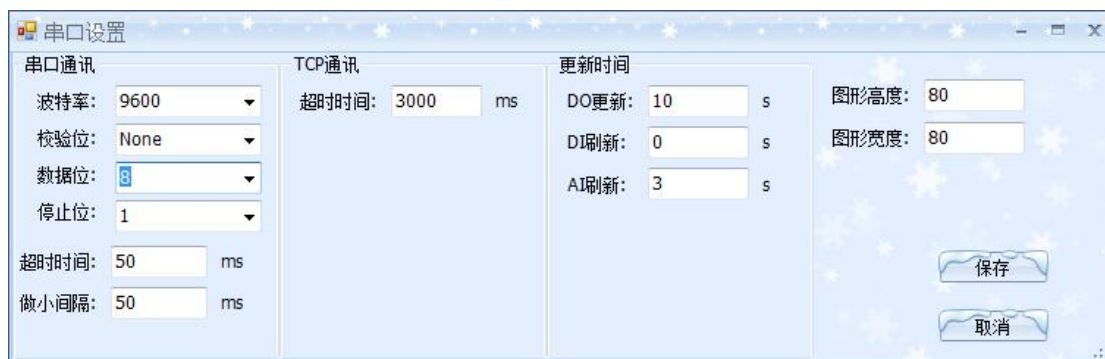 串口设置
串口通讯
波特率: 9600
校验位: None
数据位: 8
停止位: 1
超时时间: 50 ms
做小间隔: 50 ms
TCP通讯
超时时间: 3000 ms
更新时间
DO更新: 10 s
DI刷新: 0 s
AI刷新: 3 s
图形高度: 80
图形宽度: 80
保存
取消